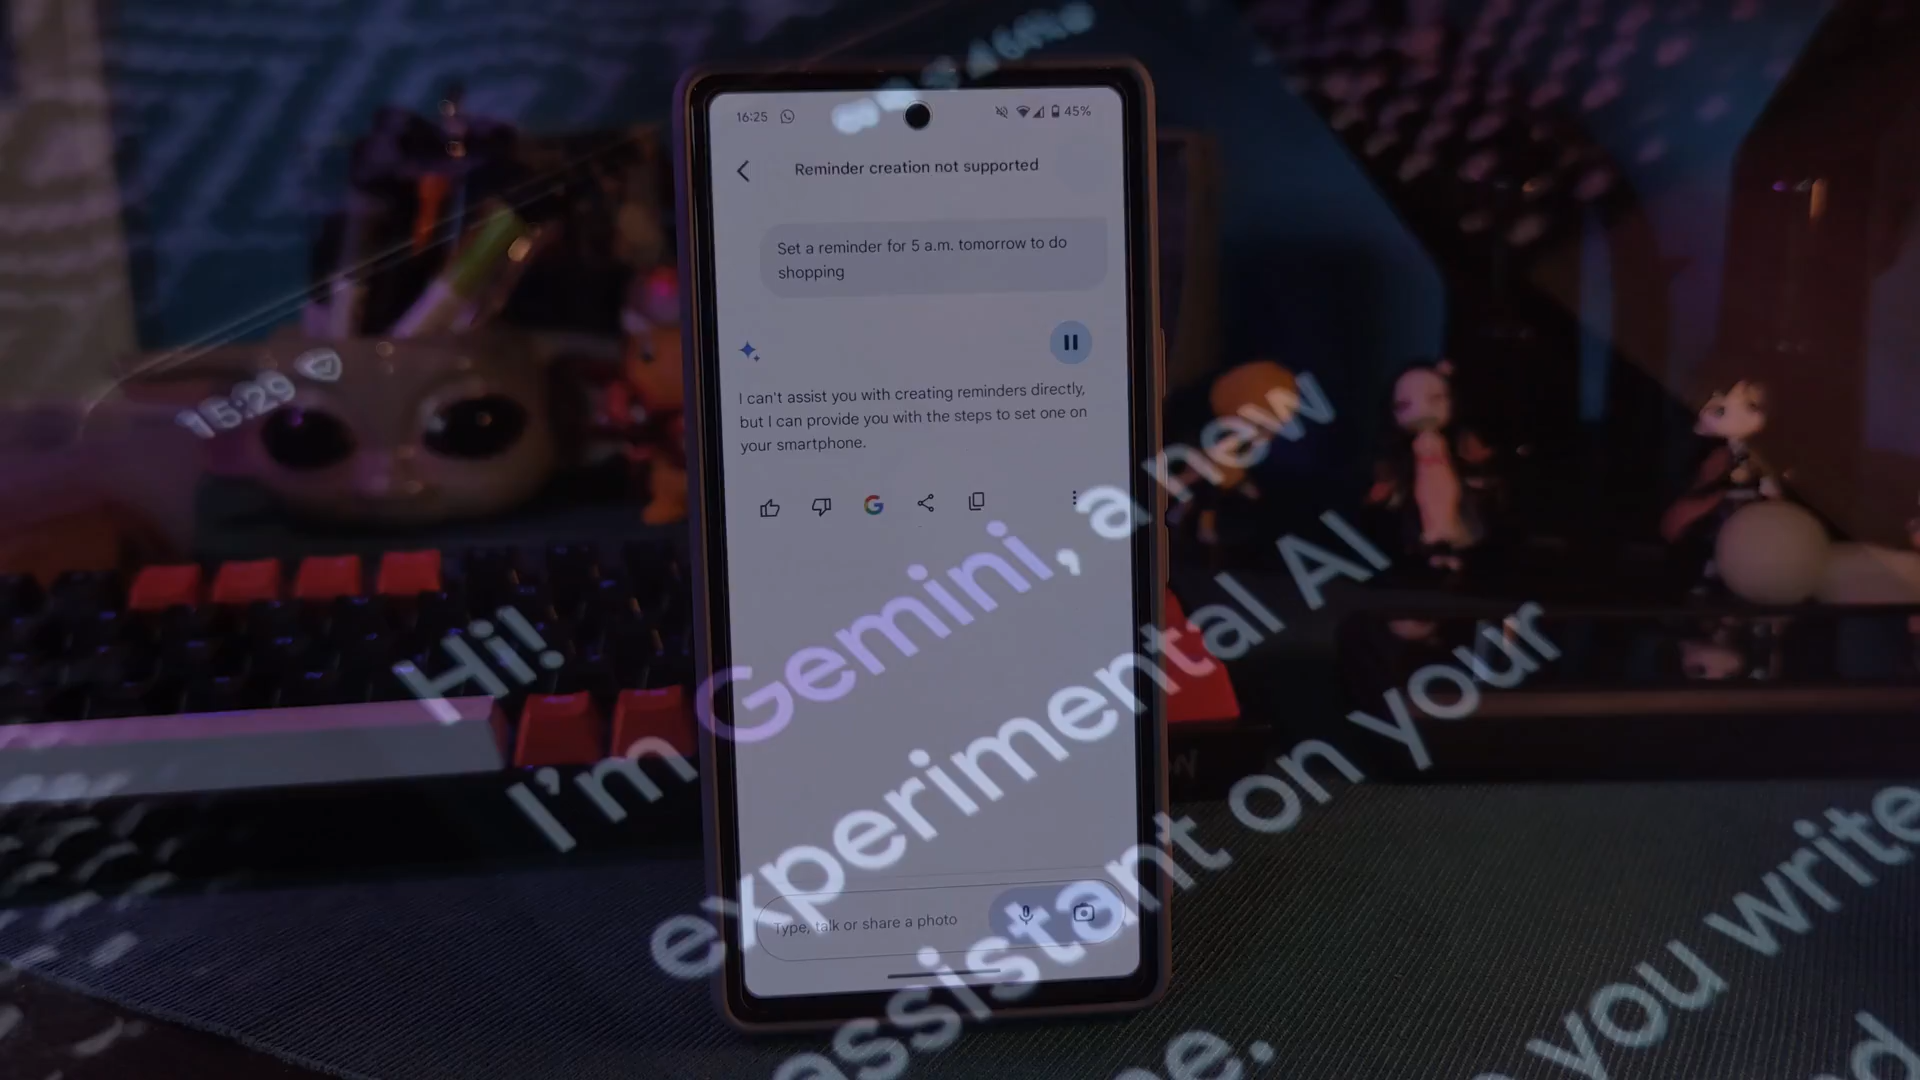 16:25
45%
Reminder creation not supported
Set a reminder for 5 a.m. tomorrow to do
shopping
I can't assist you with creating reminders directly,
but I can provide you with the steps to set one on
your smartphone.
G
Type, talk or share a photo
15:29
Hi!
I'm Gemini, a new
experimental AI
assistant on your
you write